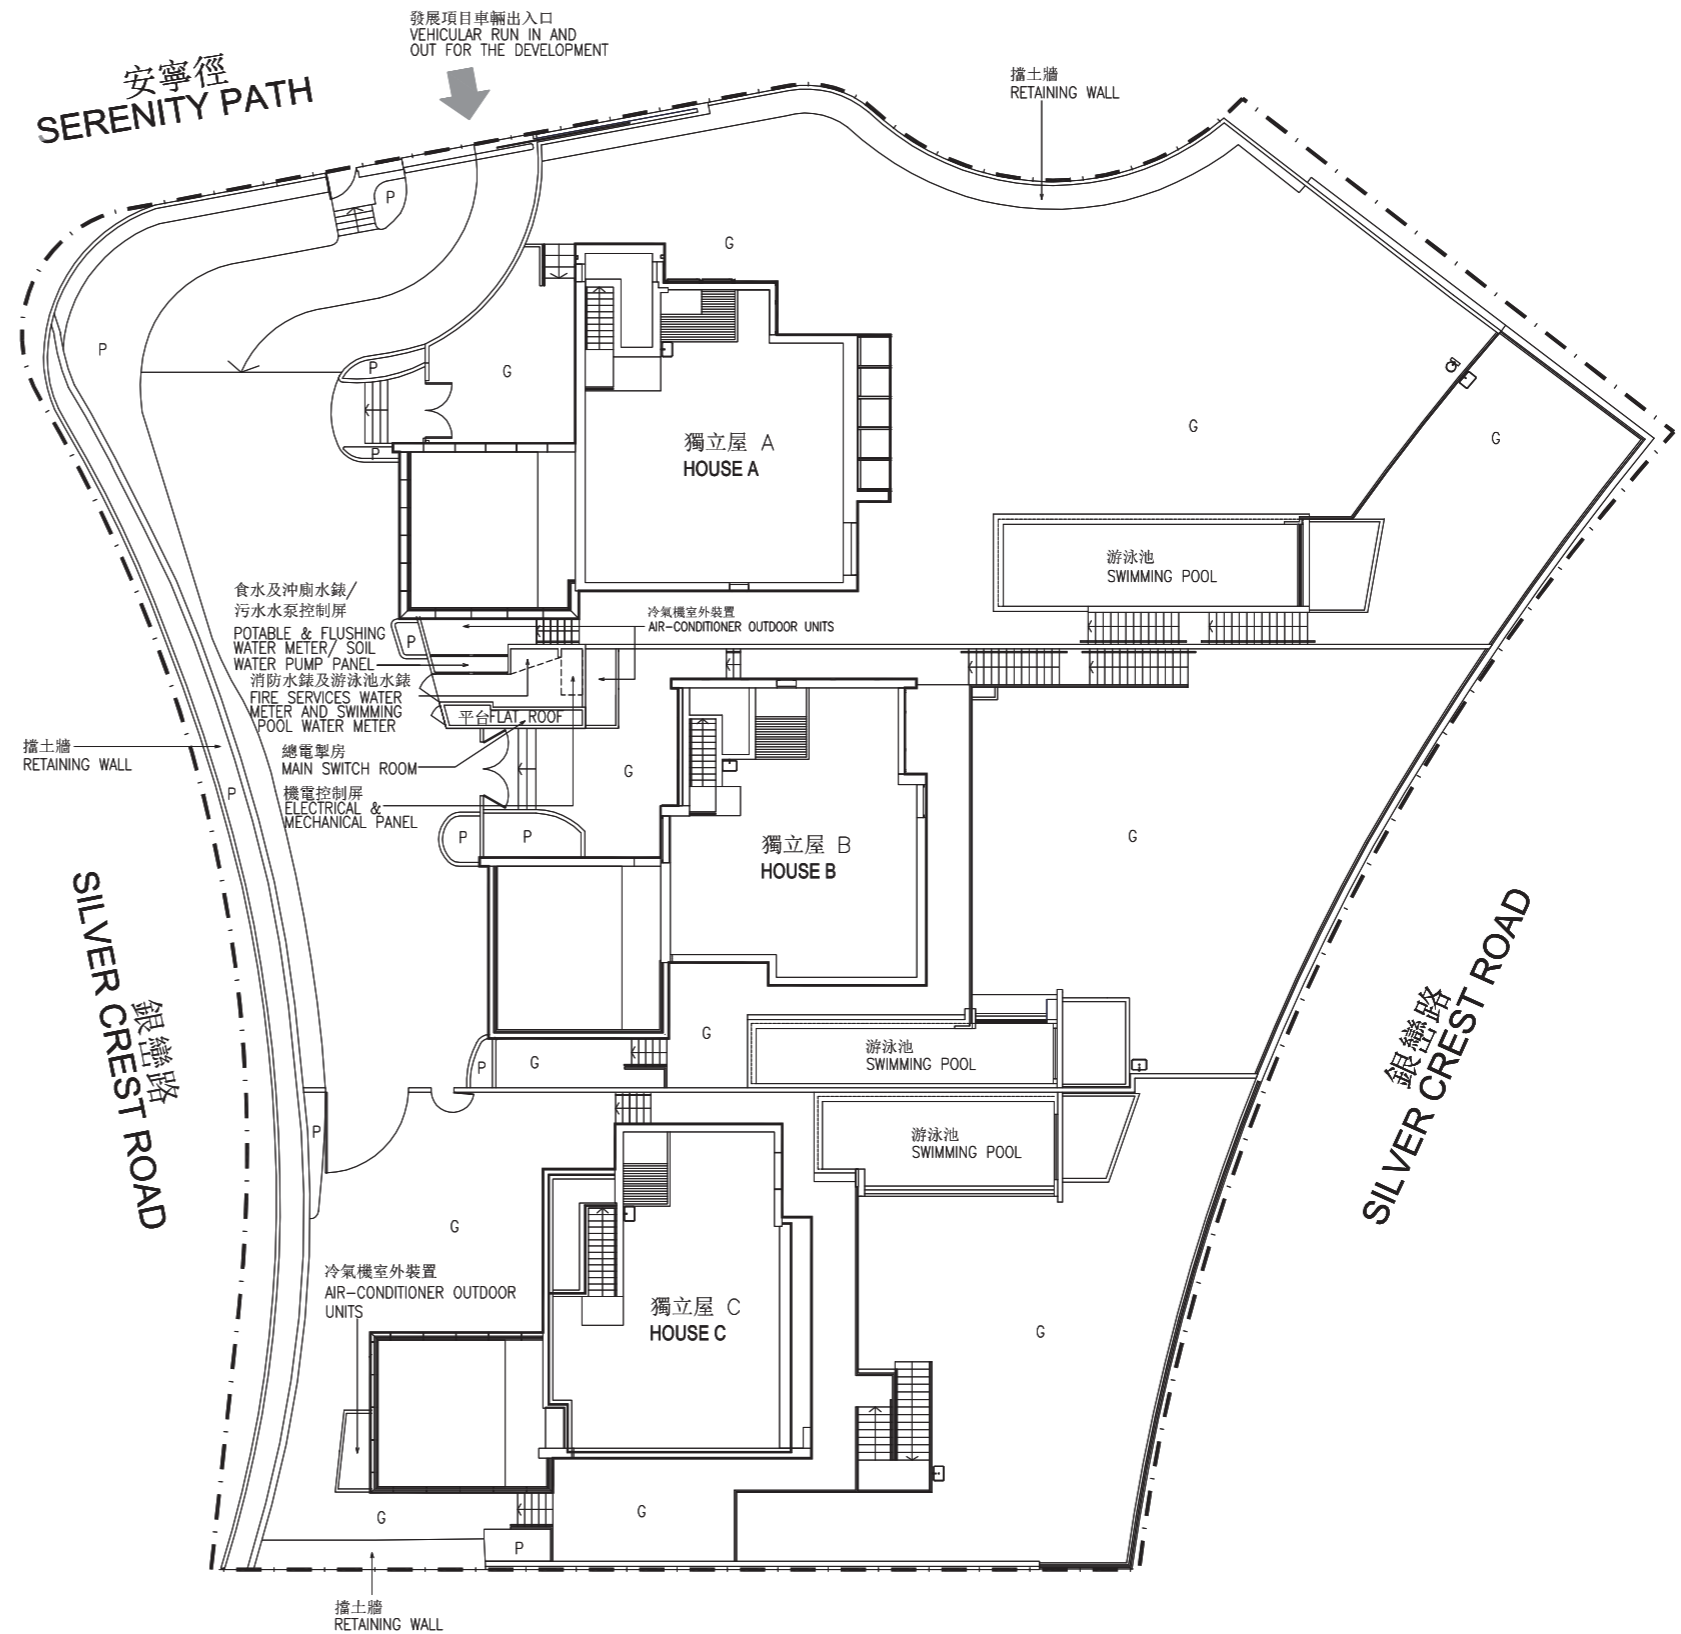 發展項目車輛出入口
VEHICULAR RUN IN AND
OUT FOR THE DEVELOPMENT
安寧徑
SERENITY PATH
擋土牆
RETAINING WALL
P
G
P
P
G
獨立屋 A
HOUSE A
P
G
G
游泳池
SWIMMING POOL
食水及沖廁水錶/
污水水泵控制屏
POTABLE & FLUSHING
WATER METER/ SOIL
WATER PUMP PANEL
P
冷氣機室外裝置
AIR-CONDITIONER OUTDOOR UNITS
消防水錶及游泳池水錶
FIRE SERVICES WATER
METER AND SWIMMING
POOL WATER METER
平台FLAT ROOF
擋土牆
RETAINING WALL
總電掣房
MAIN SWITCH ROOM
G
P
機電控制屏
ELECTRICAL &
MECHANICAL PANEL
P
P
獨立屋 B
HOUSE B
G
銀巒路
SILVER CREST ROAD
銀巒路
SILVER CREST ROAD
P
G
G
游泳池
SWIMMING POOL
P
游泳池
SWIMMING POOL
G
冷氣機室外裝置
AIR-CONDITIONER OUTDOOR
UNITS
獨立屋 C
HOUSE C
G
G
G
P
擋土牆
RETAINING WALL